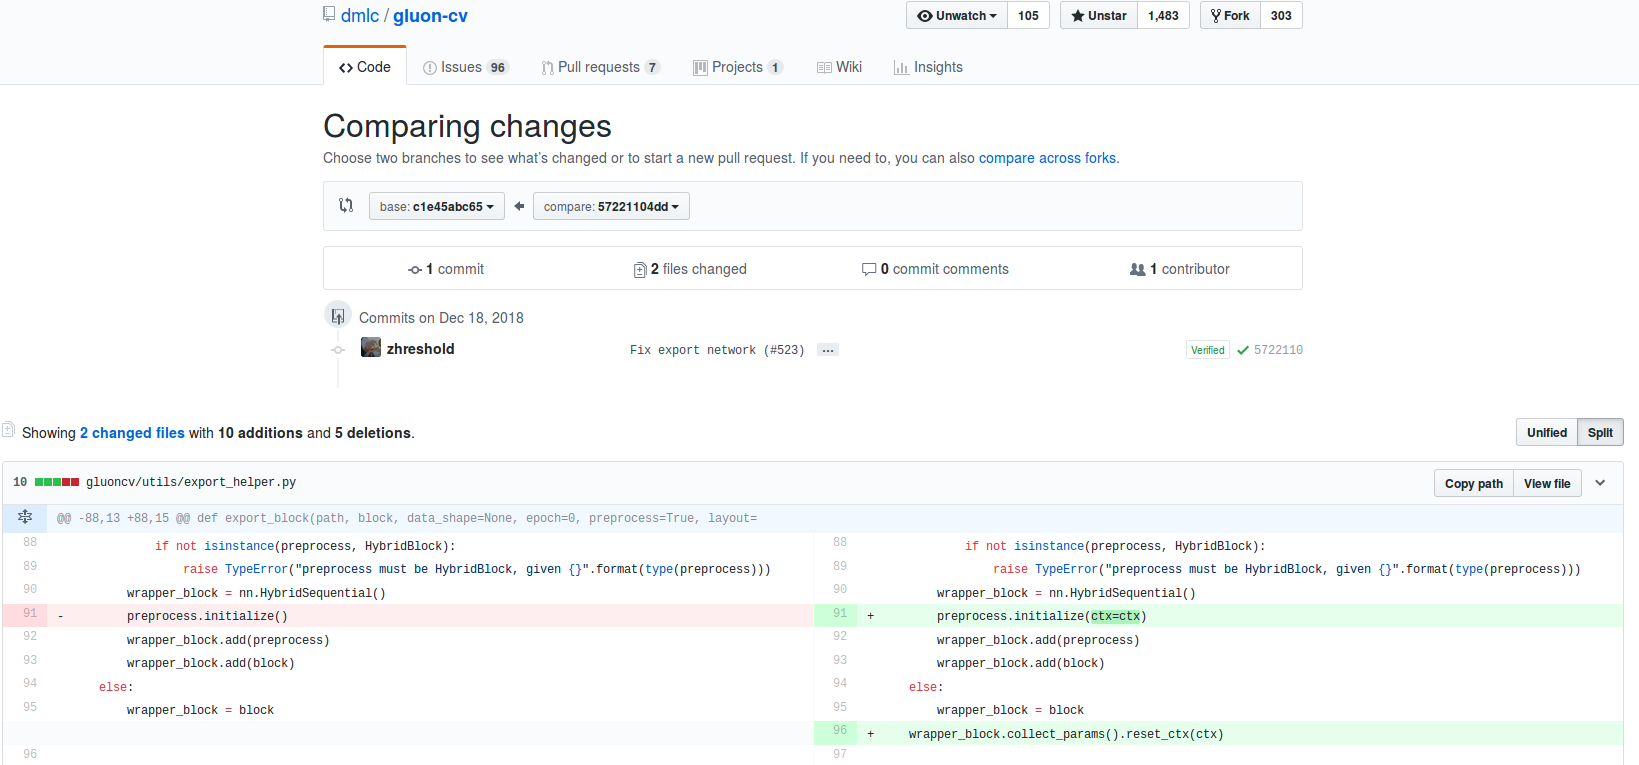 dmlc / gluon-cv
Unwatch 105 Unstar 1,483 Fork 303
Code Issues 96 Pull requests 7 Projects 1 Wiki Insights
Comparing changes
Choose two branches to see what's changed or to start a new pull request. If you need to, you can also compare across forks.
base: c1e45abc65 compare: 57221104dd
1 commit 2 files changed 0 commit comments 1 contributor
Commits on Dec 18, 2018
zhreshold Fix export network (#523) ... Verified 5722110
Showing 2 changed files with 10 additions and 5 deletions.
Unified Split
10 gluoncv/utils/export_helper.py Copy path View file
@@ -88,13 +88,15 @@ def export_block(path, block, data_shape=None, epoch=0, preprocess=True, layout=
88 if not isinstance(preprocess, HybridBlock): 88 if not isinstance(preprocess, HybridBlock):
89 raise TypeError("preprocess must be HybridBlock, given {}".format(type(preprocess))) 89 raise TypeError("preprocess must be HybridBlock, given {}".format(type(preprocess)))
90 wrapper_block = nn.HybridSequential() 90 wrapper_block = nn.HybridSequential()
91 - preprocess.initialize() 91 + preprocess.initialize(ctx=ctx)
92 wrapper_block.add(preprocess) 92 wrapper_block.add(preprocess)
93 wrapper_block.add(block) 93 wrapper_block.add(block)
94 else: 94 else:
95 wrapper_block = block 95 wrapper_block = block
96 + wrapper_block.collect_params().reset_ctx(ctx)
96 97